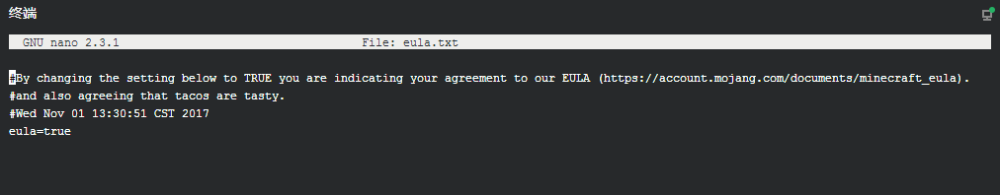 终端
GNU nano 2.3.1 File: eula.txt
#By changing the setting below to TRUE you are indicating your agreement to our EULA (https://account.mojang.com/documents/minecraft_eula).
#and also agreeing that tacos are tasty.
#Wed Nov 01 13:30:51 CST 2017
eula=true